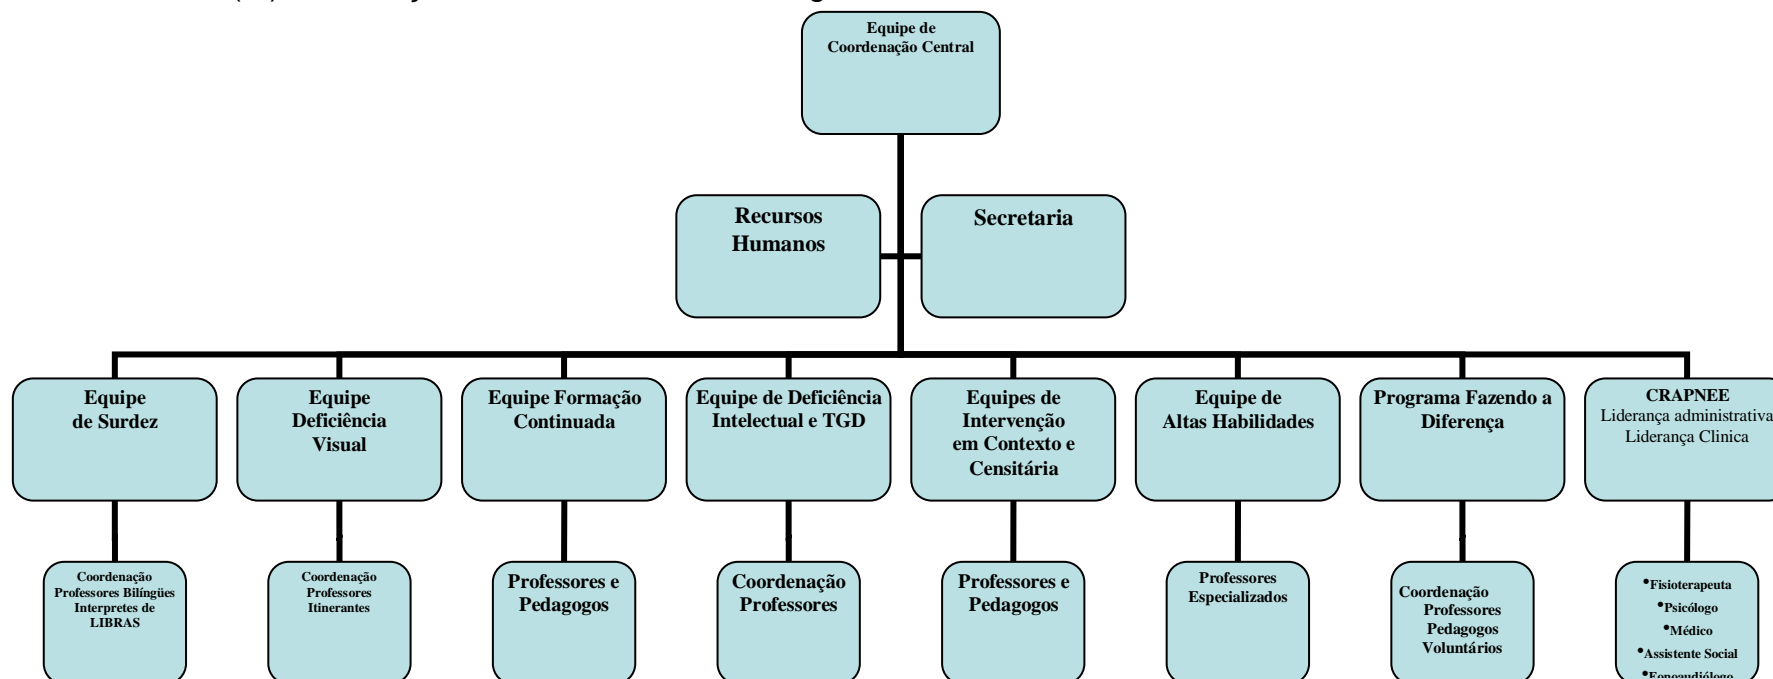 Equipe de
Coordenação Central
Recursos
Humanos
Secretaria
Equipe
de Surdez
Equipe
Deficiência
Visual
Equipe Formação
Continuada
Equipe de Deficiência
Intelectual e TGD
Equipes de
Intervenção
em Contexto e
Censitária
Equipe de
Altas Habilidades
Programa Fazendo a
Diferença
CRAPNEE
Liderança administrativa
Liderança Clinica
Coordenação
Professores Bilíngües
Interpretes de
LIBRAS
Coordenação
Professores
Itinerantes
Professores e
Pedagogos
Coordenação
Professores
Professores e
Pedagogos
Professores
Especializados
Coordenação
Professores
Pedagogos
Voluntários
•Fisioterapeuta
•Psicólogo
•Médico
•Assistente Social
•Fonoaudiólogo